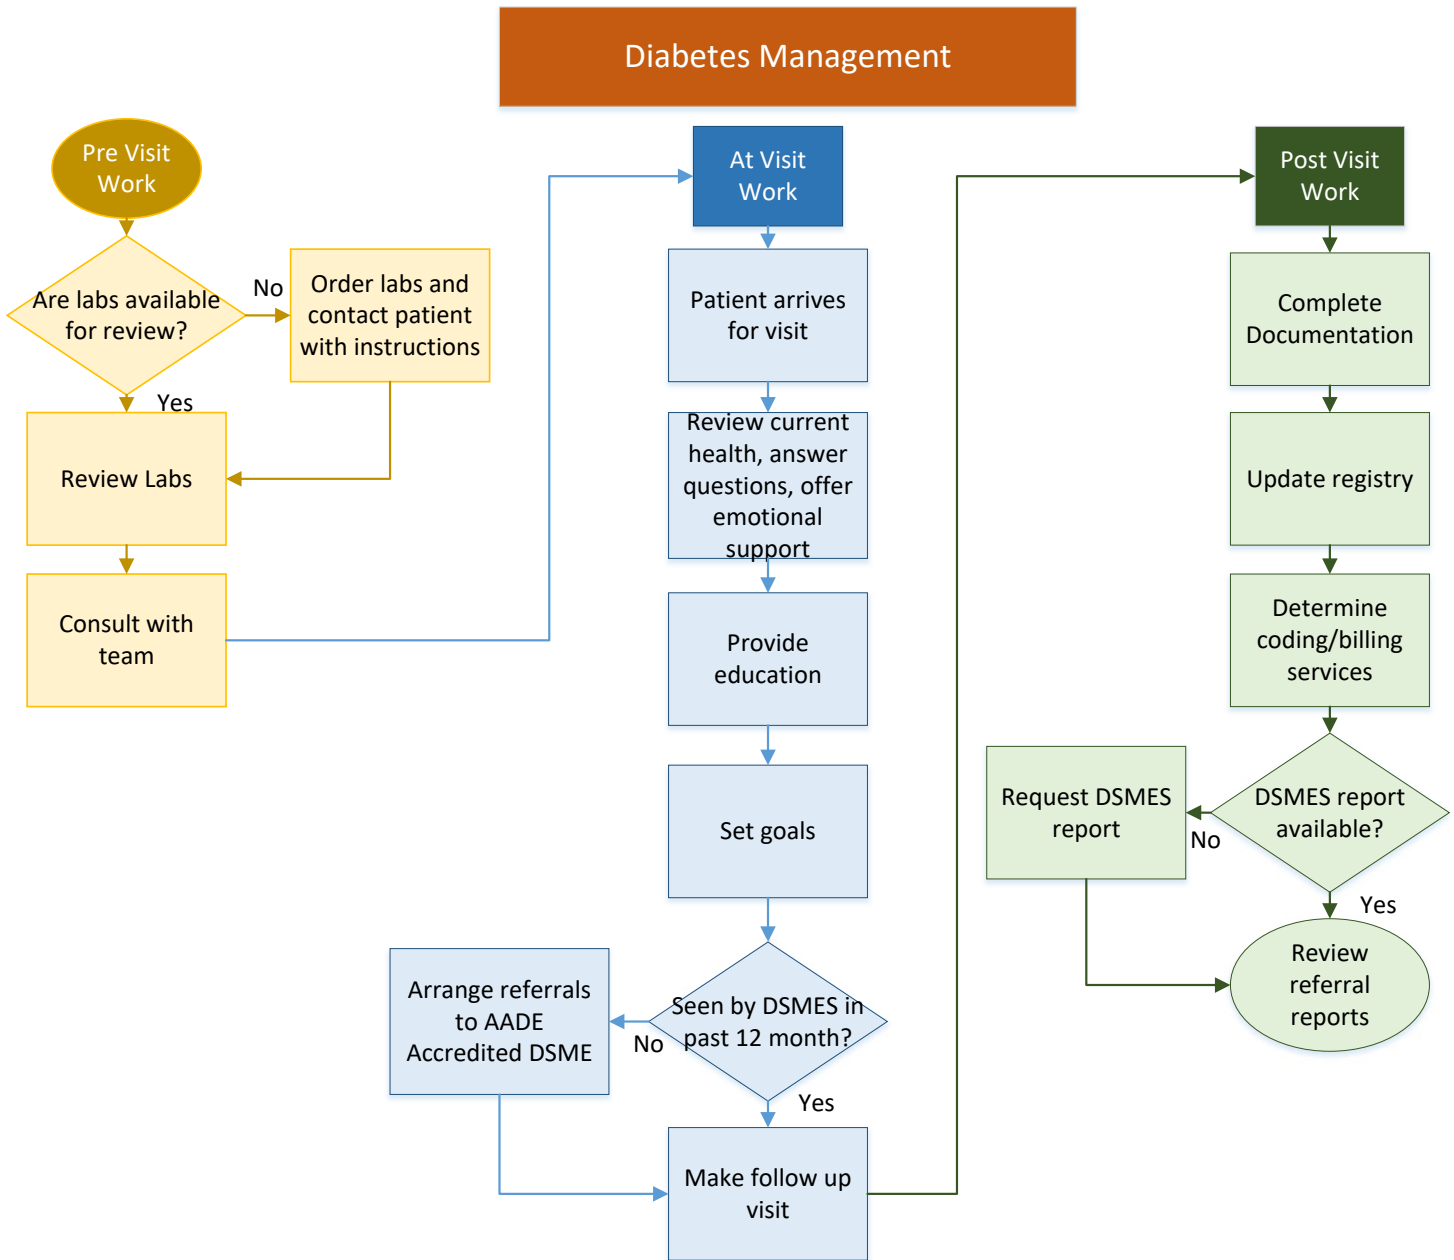 Diabetes Management
Pre Visit
Work
Are labs available
for review?
No
Order labs and
contact patient
with instructions
Yes
Review Labs
Consult with
team
At Visit
Work
Patient arrives
for visit
Review current
health, answer
questions, offer
emotional
support
Provide
education
Set goals
Seen by DSMES in
past 12 month?
No
Arrange referrals
to AADE
Accredited DSME
Yes
Make follow up
visit
Post Visit
Work
Complete
Documentation
Update registry
Determine
coding/billing
services
DSMES report
available?
No
Request DSMES
report
Yes
Review
referral
reports